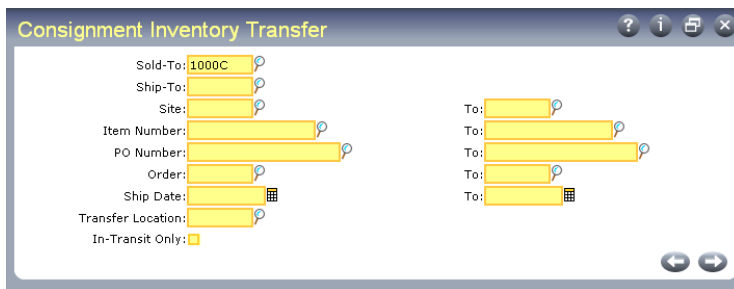 Consignment Inventory Transfer ? i
Sold-To: 1000C
Ship-To:
Site: To:
Item Number: To:
PO Number: To:
Order: To:
Ship Date: To:
Transfer Location:
In-Transit Only: